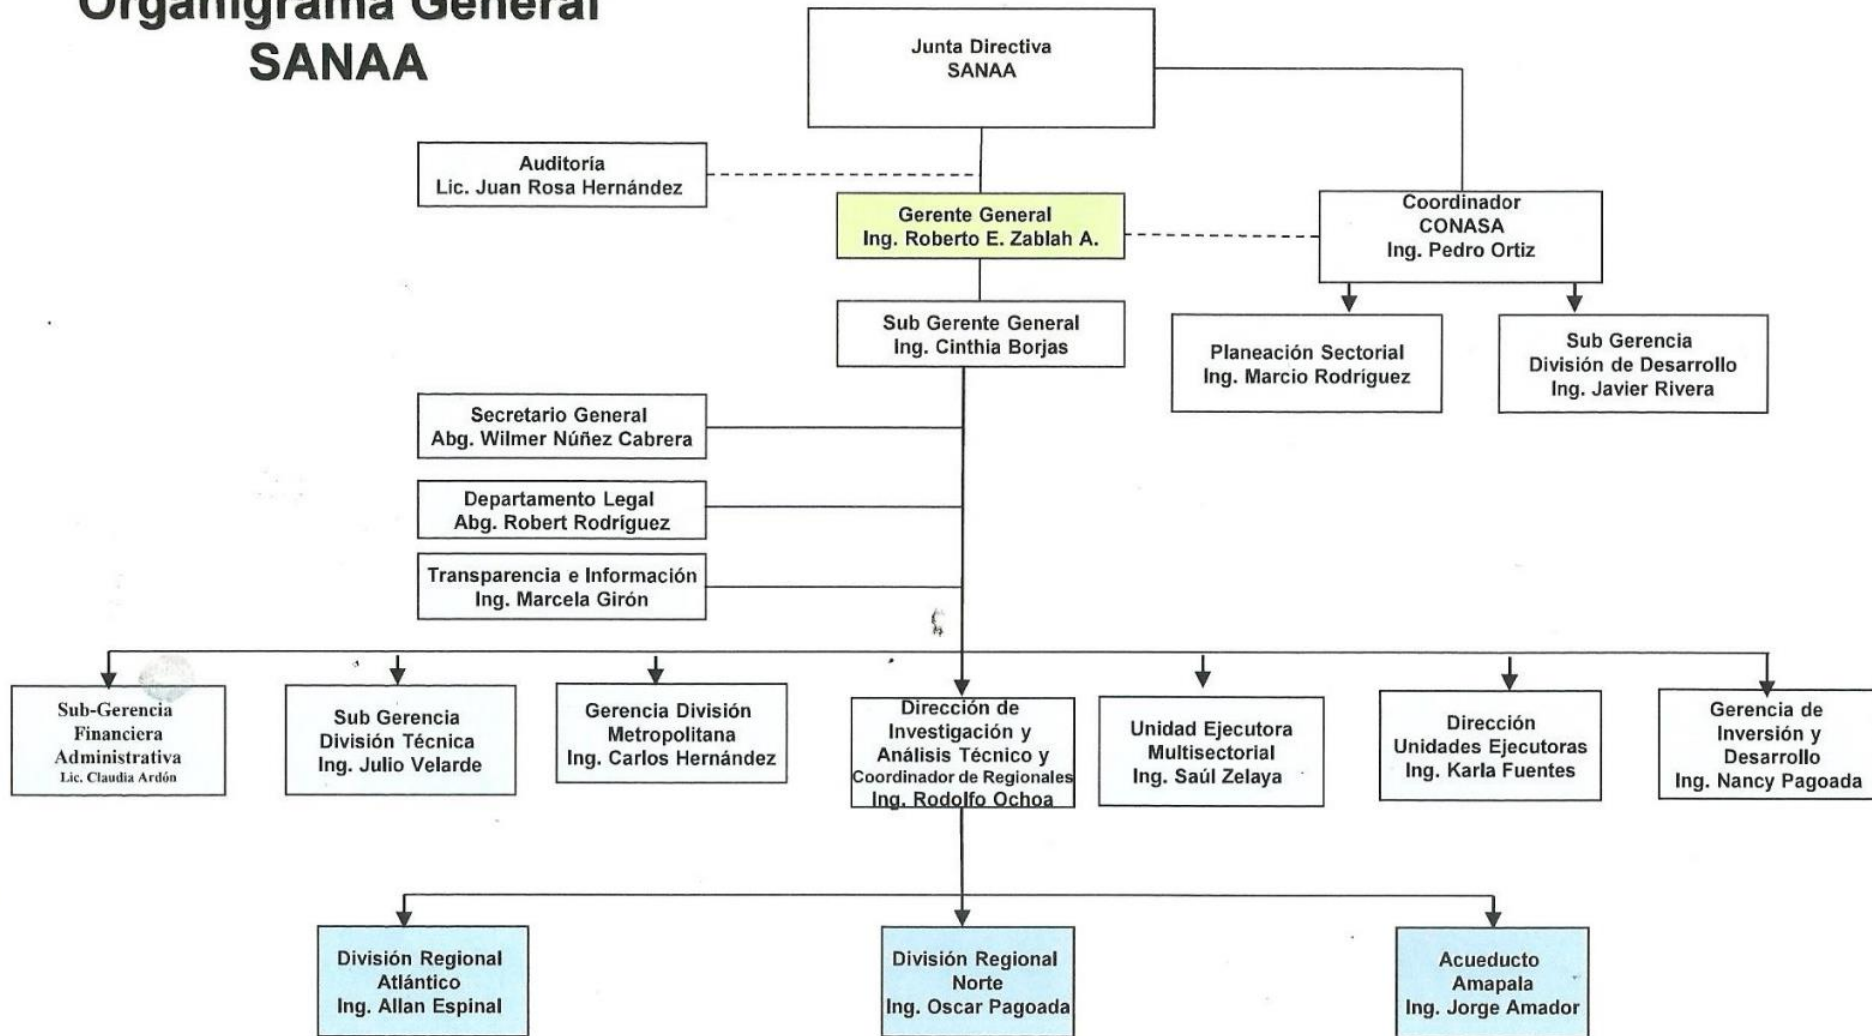 Organigrama General
SANAA
Junta Directiva
SANAA
Auditoría
Lic. Juan Rosa Hernández
Gerente General
Ing. Roberto E. Zablah A.
Coordinador
CONASA
Ing. Pedro Ortiz
Sub Gerente General
Ing. Cinthia Borjas
Planeación Sectorial
Ing. Marcio Rodríguez
Sub Gerencia
División de Desarrollo
Ing. Javier Rivera
Secretario General
Abg. Wilmer Núñez Cabrera
Departamento Legal
Abg. Robert Rodríguez
Transparencia e Información
Ing. Marcela Girón
Sub-Gerencia
Financiera
Administrativa
Lic. Claudia Ardón
Sub Gerencia
División Técnica
Ing. Julio Velarde
Gerencia División
Metropolitana
Ing. Carlos Hernández
Dirección de
Investigación y
Análisis Técnico y
Coordinador de Regionales
Ing. Rodolfo Ochoa
Unidad Ejecutora
Multisectorial
Ing. Saúl Zelaya
Dirección
Unidades Ejecutoras
Ing. Karla Fuentes
Gerencia de
Inversión y
Desarrollo
Ing. Nancy Pagoada
División Regional
Atlántico
Ing. Allan Espinal
División Regional
Norte
Ing. Oscar Pagoada
Acueducto
Amapala
Ing. Jorge Amador